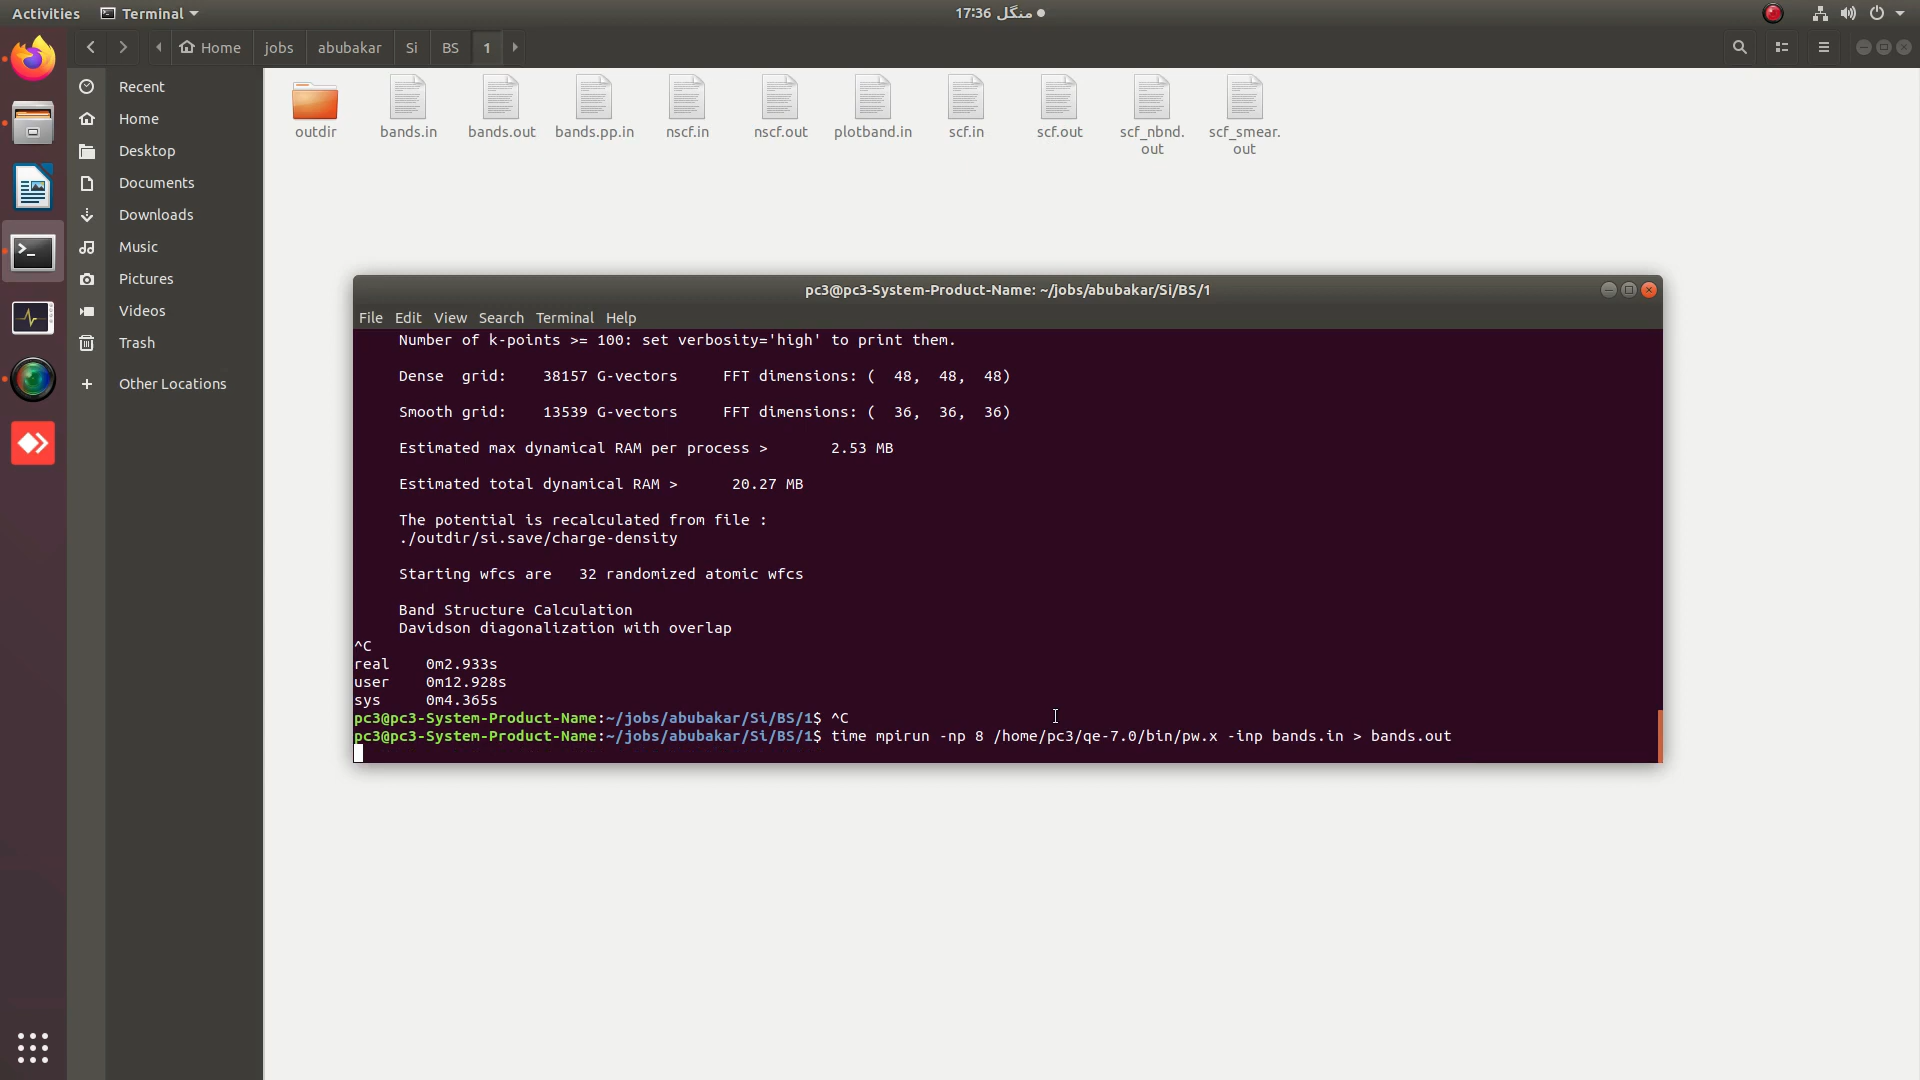 Activities Terminal 17:36 منگل
Home jobs abubakar Si BS 1
Recent
Home
Desktop
Documents
Downloads
Music
Pictures
Videos
Trash
Other Locations
outdir bands.in bands.out bands.pp.in nscf.in nscf.out plotband.in scf.in scf.out scf_nbnd. scf_smear.
out out
pc3@pc3-System-Product-Name: ~/jobs/abubakar/Si/BS/1
File Edit View Search Terminal Help
Number of k-points >= 100: set verbosity='high' to print them.
Dense grid: 38157 G-vectors FFT dimensions: ( 48, 48, 48)
Smooth grid: 13539 G-vectors FFT dimensions: ( 36, 36, 36)
Estimated max dynamical RAM per process > 2.53 MB
Estimated total dynamical RAM > 20.27 MB
The potential is recalculated from file :
./outdir/si.save/charge-density
Starting wfcs are 32 randomized atomic wfcs
Band Structure Calculation
Davidson diagonalization with overlap
^C
real 0m2.933s
user 0m12.928s
sys 0m4.365s
pc3@pc3-System-Product-Name:~/jobs/abubakar/Si/BS/1$ ^C
pc3@pc3-System-Product-Name:~/jobs/abubakar/Si/BS/1$ time mpirun -np 8 /home/pc3/qe-7.0/bin/pw.x -inp bands.in > bands.out